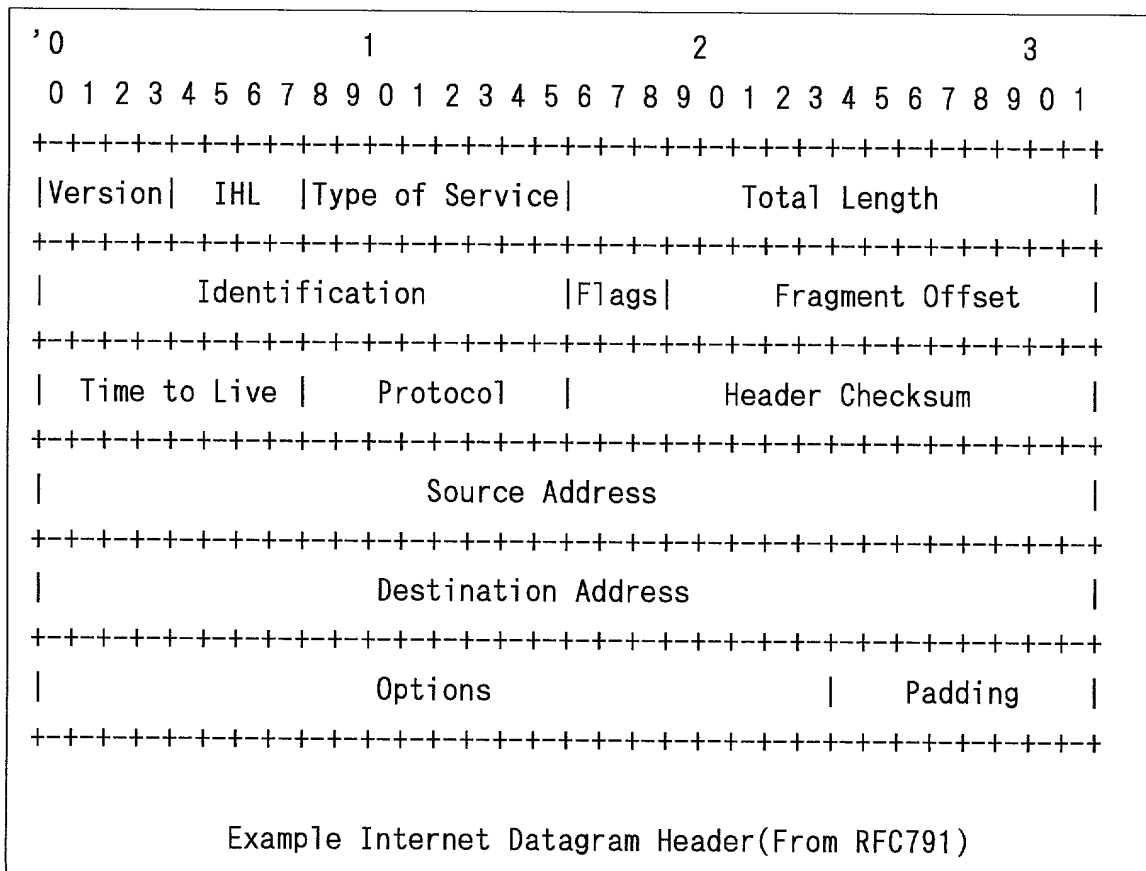 '0                   1                   2                   3
 0 1 2 3 4 5 6 7 8 9 0 1 2 3 4 5 6 7 8 9 0 1 2 3 4 5 6 7 8 9 0 1
+-+-+-+-+-+-+-+-+-+-+-+-+-+-+-+-+-+-+-+-+-+-+-+-+-+-+-+-+-+-+-+-+
|Version|  IHL  |Type of Service|          Total Length         |
+-+-+-+-+-+-+-+-+-+-+-+-+-+-+-+-+-+-+-+-+-+-+-+-+-+-+-+-+-+-+-+-+
|         Identification        |Flags|      Fragment Offset    |
+-+-+-+-+-+-+-+-+-+-+-+-+-+-+-+-+-+-+-+-+-+-+-+-+-+-+-+-+-+-+-+-+
|  Time to Live |    Protocol   |         Header Checksum       |
+-+-+-+-+-+-+-+-+-+-+-+-+-+-+-+-+-+-+-+-+-+-+-+-+-+-+-+-+-+-+-+-+
|                       Source Address                          |
+-+-+-+-+-+-+-+-+-+-+-+-+-+-+-+-+-+-+-+-+-+-+-+-+-+-+-+-+-+-+-+-+
|                    Destination Address                        |
+-+-+-+-+-+-+-+-+-+-+-+-+-+-+-+-+-+-+-+-+-+-+-+-+-+-+-+-+-+-+-+-+
|                    Options                    |    Padding    |
+-+-+-+-+-+-+-+-+-+-+-+-+-+-+-+-+-+-+-+-+-+-+-+-+-+-+-+-+-+-+-+-+
Example Internet Datagram Header(From RFC791)